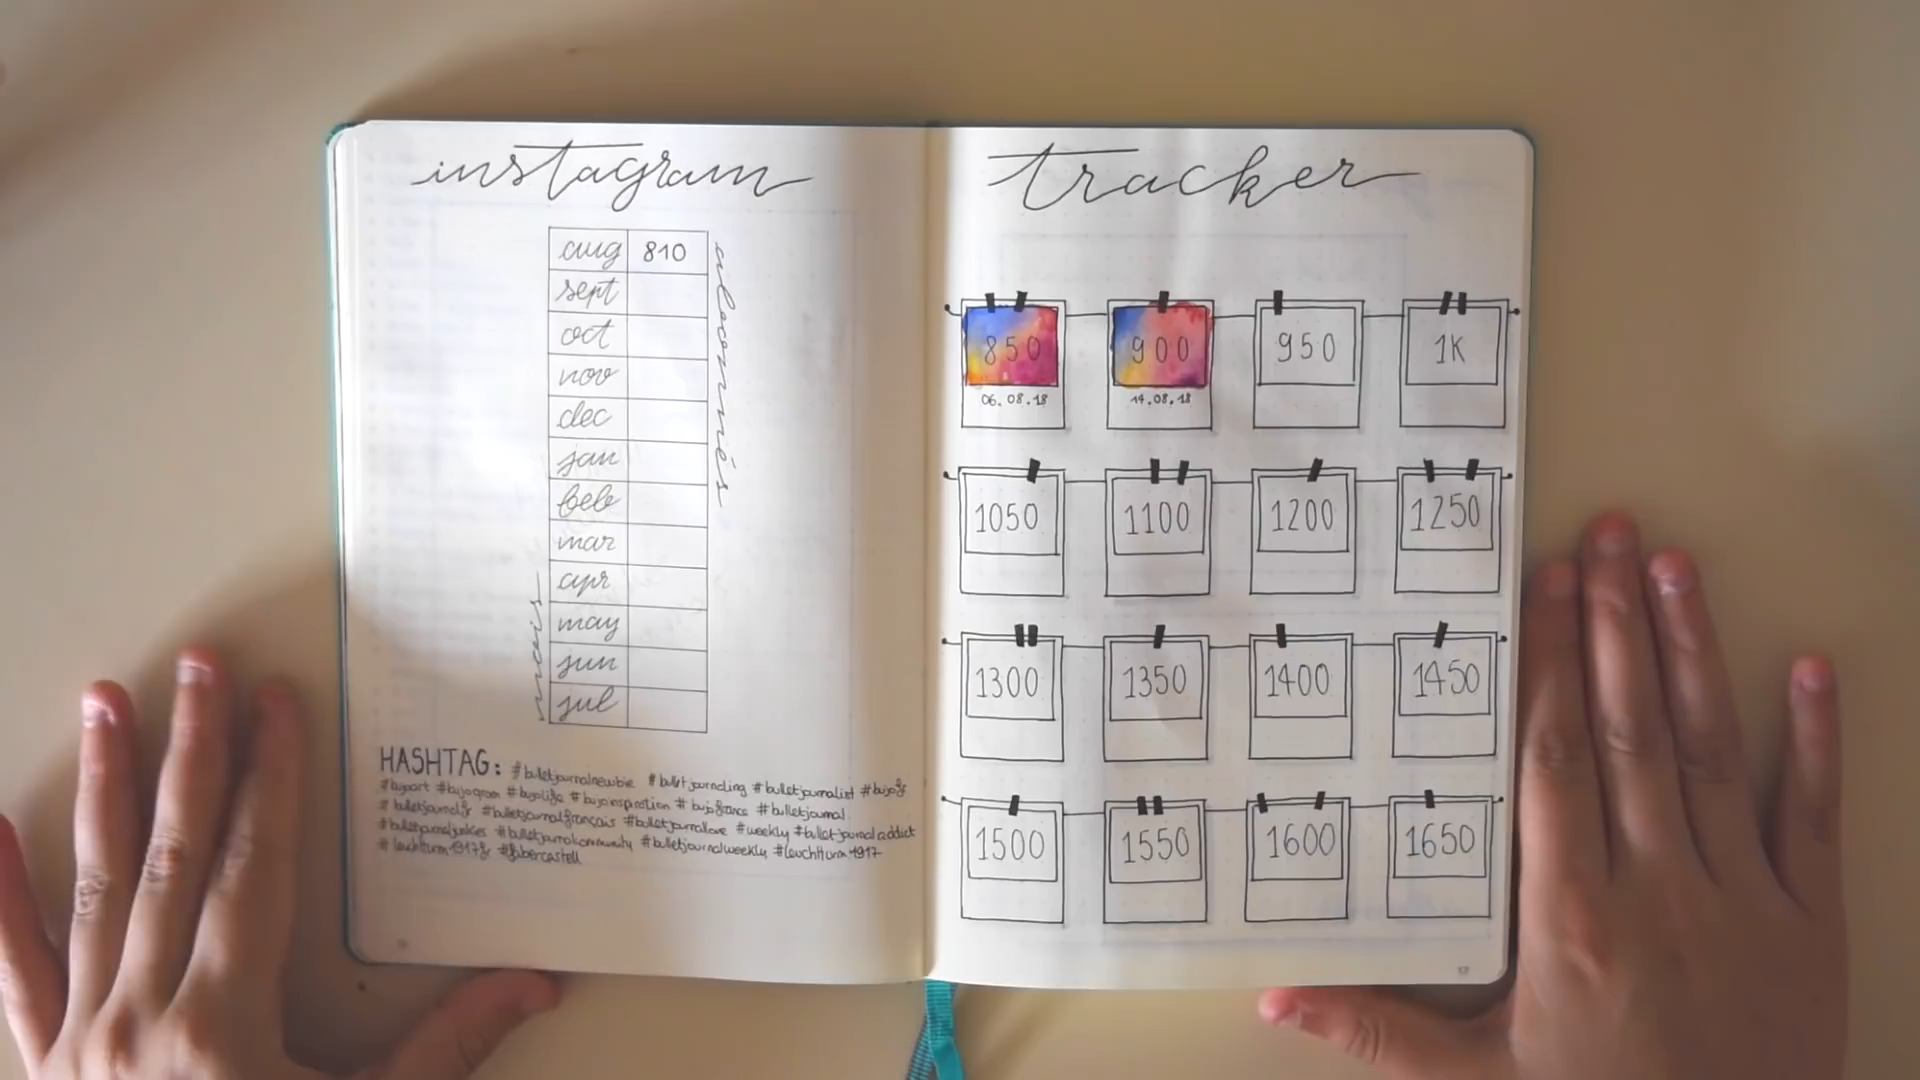 instagram
tracker
aug 810
sept
oct
nov
dec
jan
feb
mar
apr
may
jun
jul
abonnés
mois
HASHTAG: #bulletjournalnewbie #bulletjournaling #bulletjournalist #bujofr
#bujoart #bujogram #bujolife #bujoinspiration #bujofrance #bulletjournal
#bulletjournalfr #bulletjournalfrançais #bulletjournallove #weekly #bulletjournaladdict
#bulletjournaljunkies #bulletjournalcommunity #bulletjournalweekly #leuchtturm1917
#leuchtturm1917fr #fabercastell
850 900 950 1K
06.08.18 14.08.18
1050 1100 1200 1250
1300 1350 1400 1450
1500 1550 1600 1650